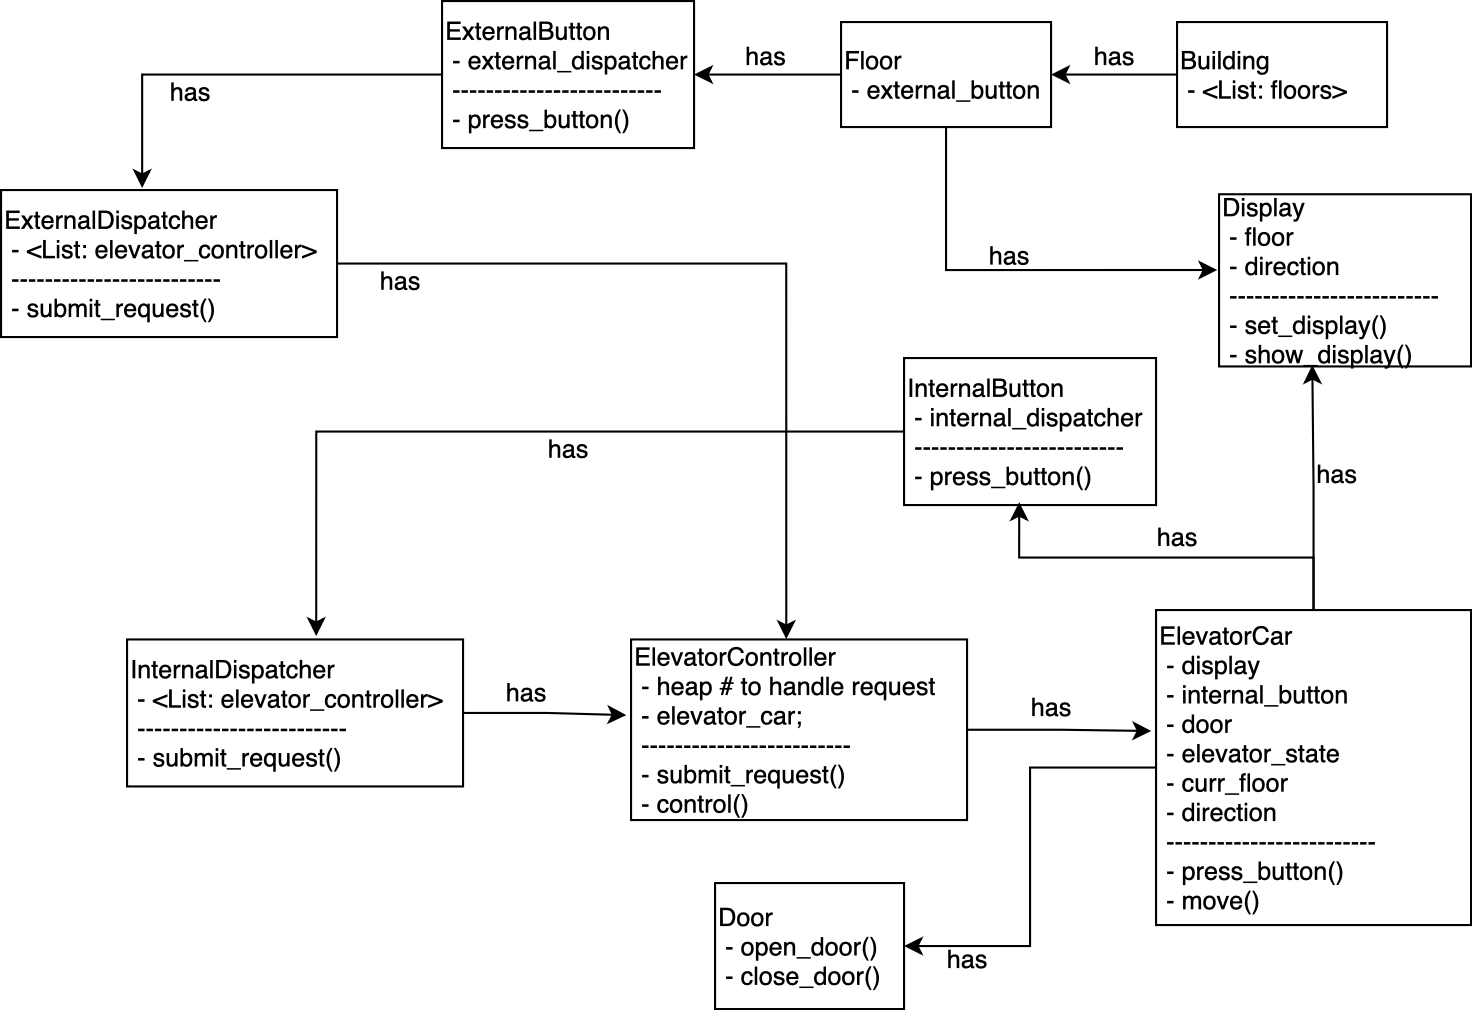 ExternalButton
- external_dispatcher
-------------------------
- press_button()
has
Floor
- external_button
has
Building
- <List: floors>
has
ExternalDispatcher
- <List: elevator_controller>
-------------------------
- submit_request()
has
has
Display
- floor
- direction
-------------------------
- set_display()
- show_display()
InternalButton
- internal_dispatcher
-------------------------
- press_button()
has
has
has
InternalDispatcher
- <List: elevator_controller>
-------------------------
- submit_request()
has
ElevatorController
- heap # to handle request
- elevator_car;
-------------------------
- submit_request()
- control()
has
ElevatorCar
- display
- internal_button
- door
- elevator_state
- curr_floor
- direction
-------------------------
- press_button()
- move()
Door
- open_door()
- close_door()
has